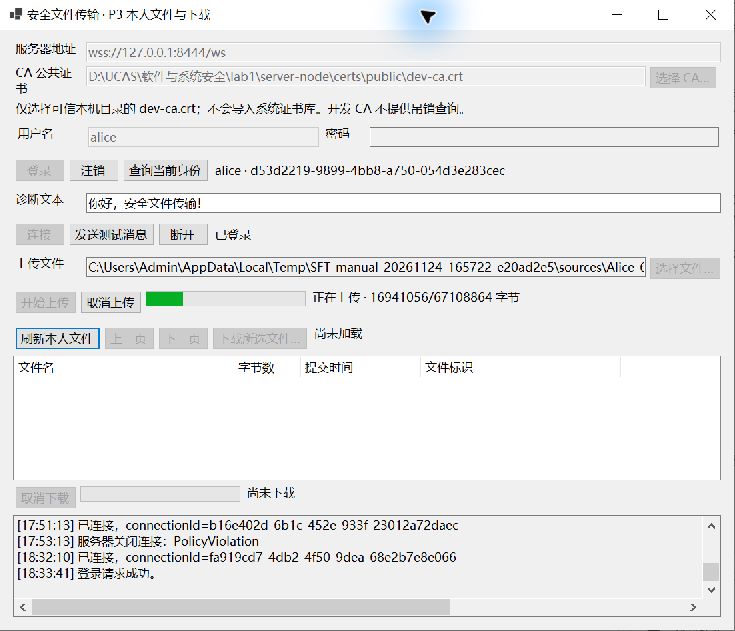 安全文件传输 · P3 本人文件与下载
服务器地址 wss://127.0.0.1:8444/ws
CA 公共证书 D:\UCAS\软件与系统安全\lab1\server-node\certs\public\dev-ca.crt 选择 CA...
仅选择可信本机目录的 dev-ca.crt；不会导入系统证书库。开发 CA 不提供吊销查询。
用户名 alice 密码
登录 注销 查询当前身份 alice · d53d2219-9899-4bb8-a750-054d3e283cec
诊断文本 你好，安全文件传输！
连接 发送测试消息 断开 已登录
上传文件 C:\Users\Admin\AppData\Local\Temp\SFT-manual-20261124-165722-e20ad2e5\sources\Alice-6 选择文件...
开始上传 取消上传 正在上传 · 16941056/67108864 字节
刷新本人文件 上一页 下一页 下载所选文件... 尚未加载
文件名 字节数 提交时间 文件标识
取消下载 尚未下载
[17:51:13] 已连接，connectionId=b16e402d-6b1c-452e-933f-23012a72daec
[17:53:13] 服务器关闭连接：PolicyViolation
[18:32:10] 已连接，connectionId=fa919cd7-4db2-4f50-9dea-68e2b7e8e066
[18:33:41] 登录请求成功。